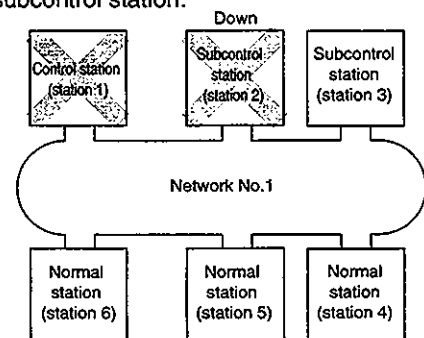 subcontrol station.
Down
Control station
(station 1)
Subcontrol
station
(station 2)
Subcontrol
station
(station 3)
Network No.1
Normal
station
(station 6)
Normal
station
(station 5)
Normal
station
(station 4)